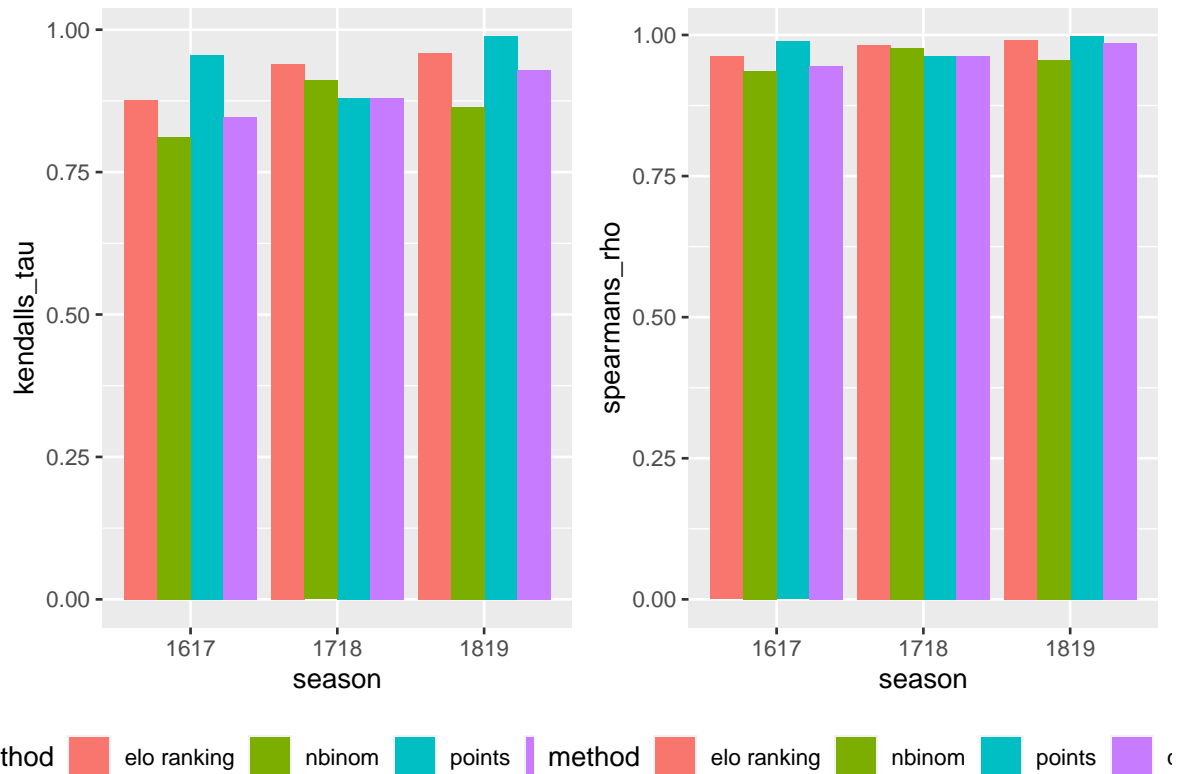 1.00
0.75
0.50
0.25
0.00
kendalls_tau
1617 1718 1819
season
1.00
0.75
0.50
0.25
0.00
spearmans_rho
1617 1718 1819
season
thod elo ranking nbinom points
method elo ranking nbinom points